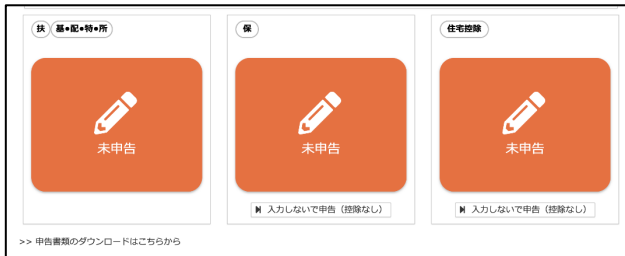 扶 基•配•特•所
保
住宅控除
未申告
未申告
未申告
入力しないで申告（控除なし）
入力しないで申告（控除なし）
>> 申告書類のダウンロードはこちらから